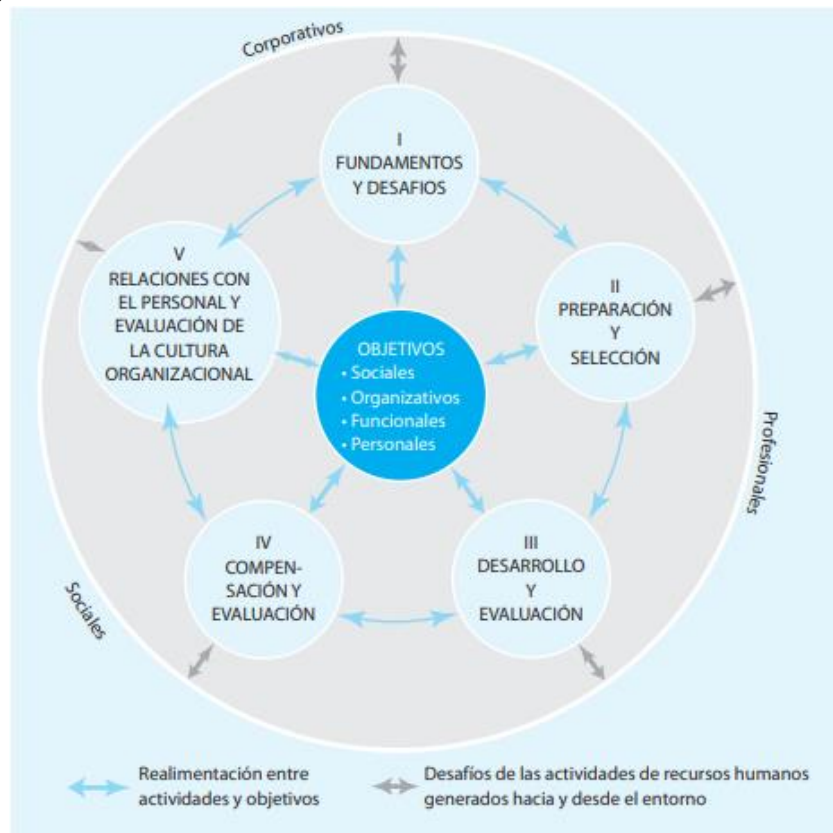 Corporativos
I
FUNDAMENTOS
Y DESAFIOS
V
RELACIONES CON
EL PERSONAL Y
EVALUACIÓN DE
LA CULTURA
ORGANIZACIONAL
II
PREPARACIÓN
Y
SELECCIÓN
OBJETIVOS
• Sociales
• Organizativos
• Funcionales
• Personales
Profesionales
IV
COMPEN-
SACIÓN Y
EVALUACIÓN
III
DESARROLLO
Y
EVALUACIÓN
Sociales
Realimentación entre
actividades y objetivos
Desafíos de las actividades de recursos humanos
generados hacia y desde el entorno